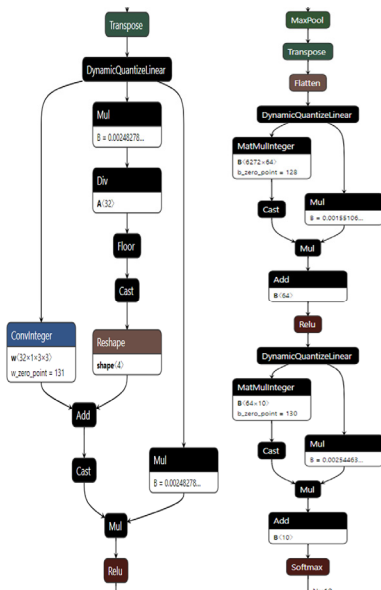 Transpose
DynamicQuantizeLinear
Mul
B = 0.00248278...
Div
A⟨32⟩
Floor
Cast
ConvInteger
w⟨32×1×3×3⟩
w_zero_point = 131
Reshape
shape⟨4⟩
Add
Cast
Mul
B = 0.00248278...
Mul
Relu
MaxPool
Transpose
Flatten
DynamicQuantizeLinear
MatMulInteger
B⟨6272×64⟩
b_zero_point = 128
Cast
Mul
B = 0.00155106...
Mul
Add
B⟨64⟩
Relu
DynamicQuantizeLinear
MatMulInteger
B⟨64×10⟩
b_zero_point = 130
Cast
Mul
B = 0.00254463...
Mul
Add
B⟨10⟩
Softmax